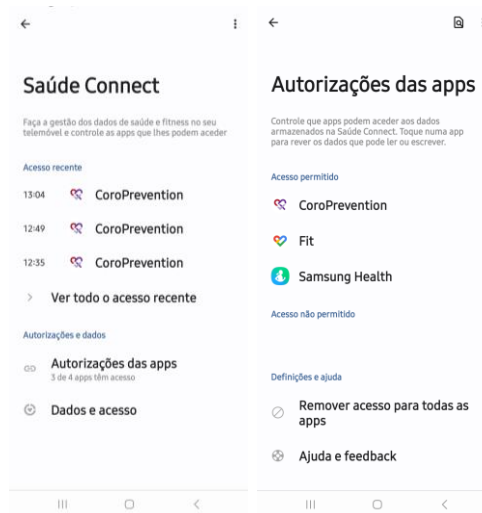 Saúde Connect
Faça a gestão dos dados de saúde e fitness no seu
telemóvel e controle as apps que lhes podem aceder
Acesso recente
13:04 CoroPrevention
12:49 CoroPrevention
12:35 CoroPrevention
Ver todo o acesso recente
Autorizações e dados
Autorizações das apps
3 de 4 apps têm acesso
Dados e acesso
Autorizações das apps
Controle que apps podem aceder aos dados
armazenados na Saúde Connect. Toque numa app
para rever os dados que pode ler ou escrever.
Acesso permitido
CoroPrevention
Fit
Samsung Health
Acesso não permitido
Definições e ajuda
Remover acesso para todas as
apps
Ajuda e feedback